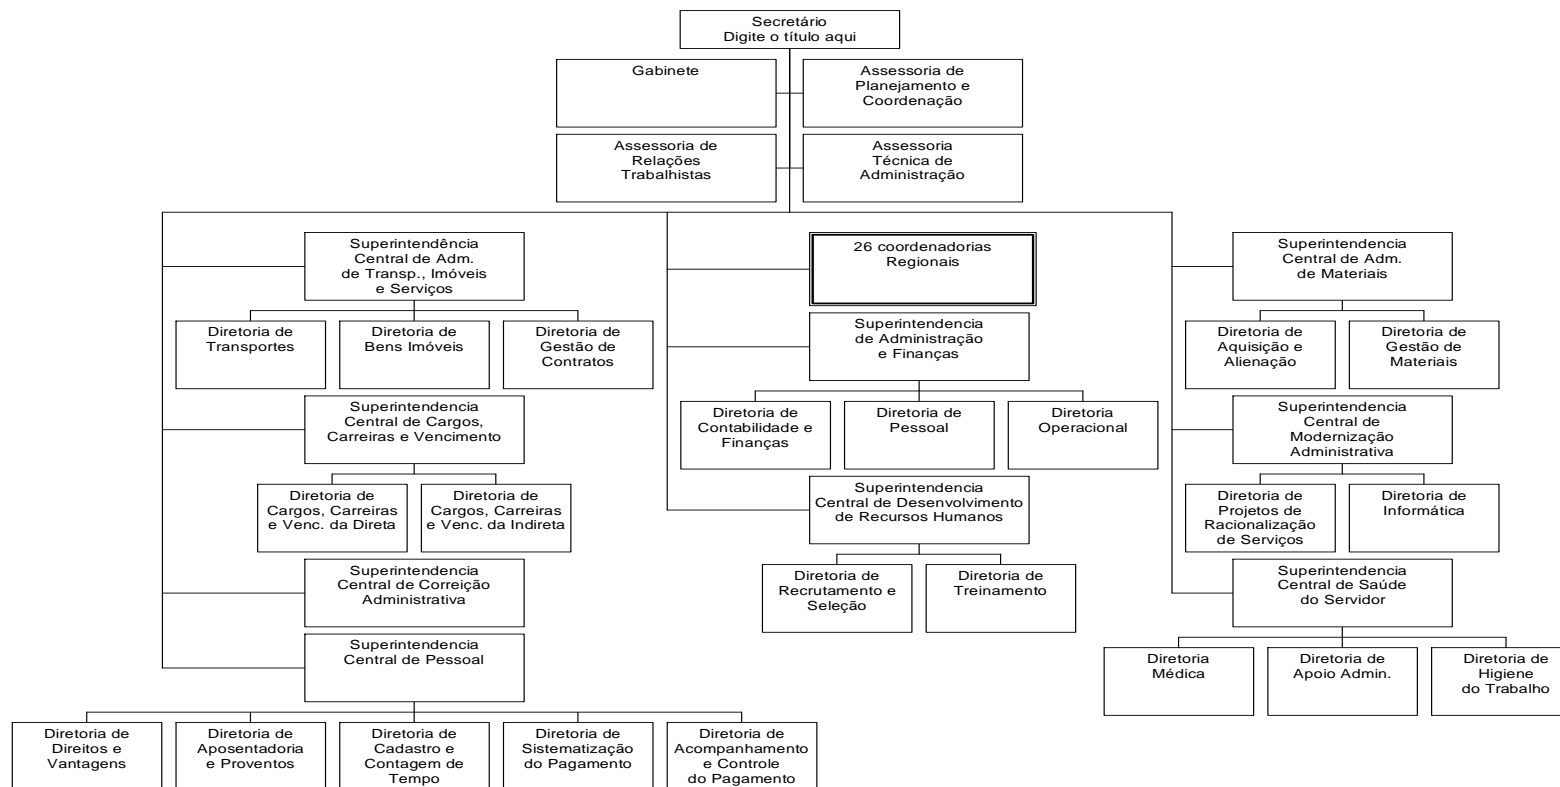 Secretário
Digite o título aqui
Gabinete
Assessoria de
Planejamento e
Coordenação
Assessoria de
Relações
Trabalhistas
Assessoria
Técnica de
Administração
Superintendência
Central de Adm.
de Transp., Imóveis
e Serviços
Diretoria de
Transportes
Diretoria de
Bens Imóveis
Diretoria de
Gestão de
Contratos
Superintendencia
Central de Cargos,
Carreiras e Vencimento
Diretoria de
Cargos, Carreiras
e Venc. da Direta
Diretoria de
Cargos, Carreiras
e Venc. da Indireta
Superintendencia
Central de Correição
Administrativa
Superintendencia
Central de Pessoal
Diretoria de
Direitos e
Vantagens
Diretoria de
Aposentadoria
e Proventos
Diretoria de
Cadastro e
Contagem de
Tempo
Diretoria de
Sistematização
do Pagamento
Diretoria de
Acompanhamento
e Controle
do Pagamento
26 coordenadorias
Regionais
Superintendencia
de Administração
e Finanças
Diretoria de
Contabilidade e
Finanças
Diretoria de
Pessoal
Diretoria
Operacional
Superintendencia
Central de Desenvolvimento
de Recursos Humanos
Diretoria de
Recrutamento e
Seleção
Diretoria de
Treinamento
Superintendencia
Central de Adm.
de Materiais
Diretoria de
Aquisição e
Alienação
Diretoria de
Gestão de
Materiais
Superintendencia
Central de
Modernização
Administrativa
Diretoria de
Projetos de
Racionalização
de Serviços
Diretoria de
Informática
Superintendencia
Central de Saúde
do Servidor
Diretoria
Médica
Diretoria de
Apoio Admin.
Diretoria de
Higiene
do Trabalho